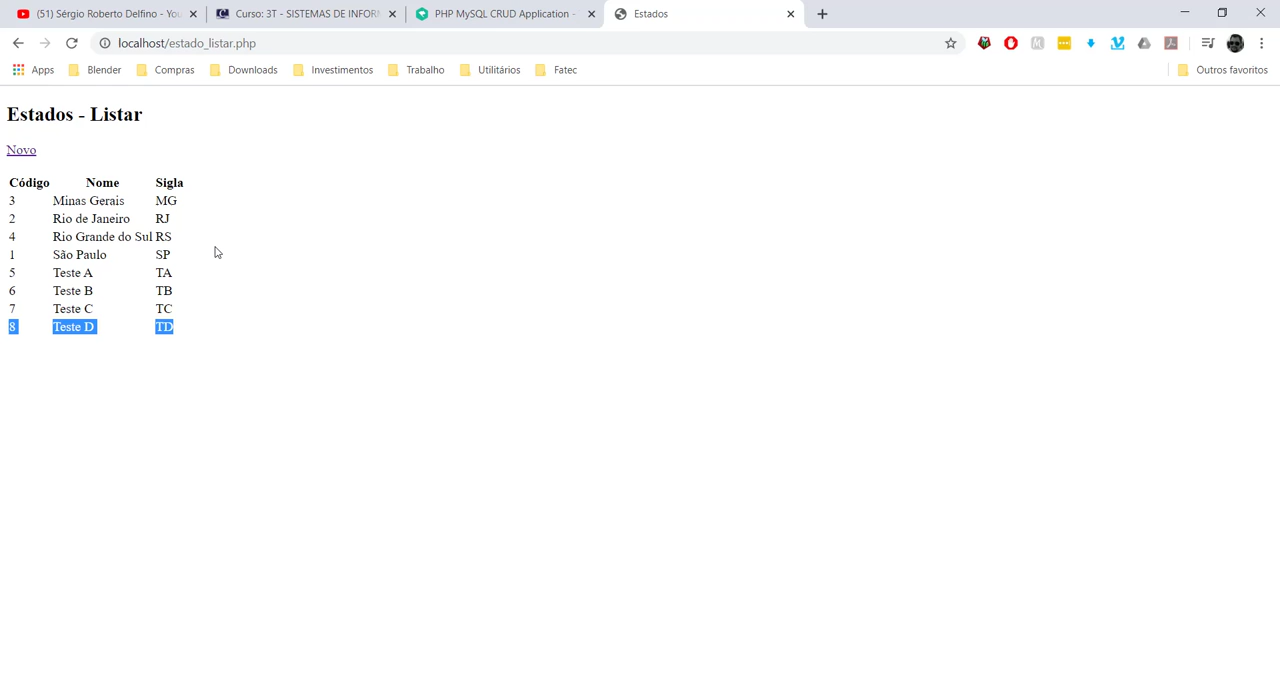 (51) Sérgio Roberto Delfino - You
Curso: 3T - SISTEMAS DE INFOR
PHP MySQL CRUD Application -
Estados
localhost/estado_listar.php
Apps Blender Compras Downloads Investimentos Trabalho Utilitários Fatec Outros favoritos
Estados - Listar
Novo
Código Nome Sigla
3 Minas Gerais MG
2 Rio de Janeiro RJ
4 Rio Grande do Sul RS
1 São Paulo SP
5 Teste A TA
6 Teste B TB
7 Teste C TC
8 Teste D TD